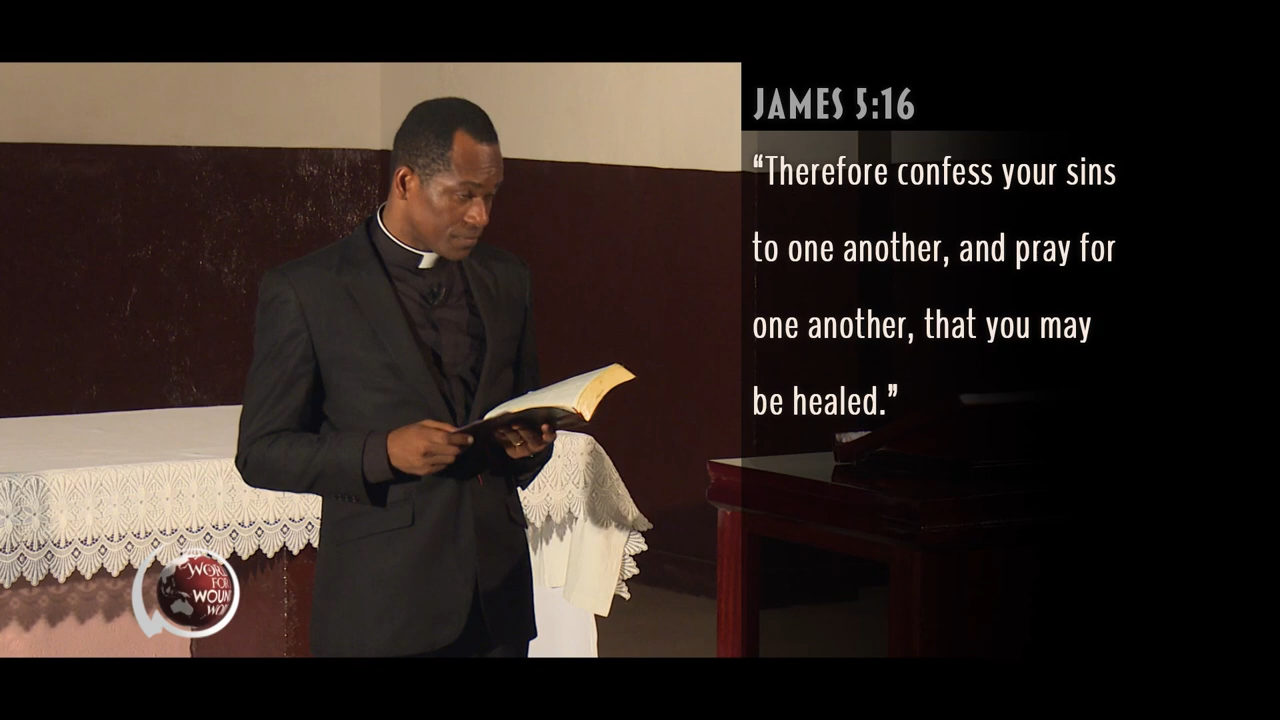 JAMES 5:16
“Therefore confess your sins
to one another, and pray for
one another, that you may
be healed.”
FOR